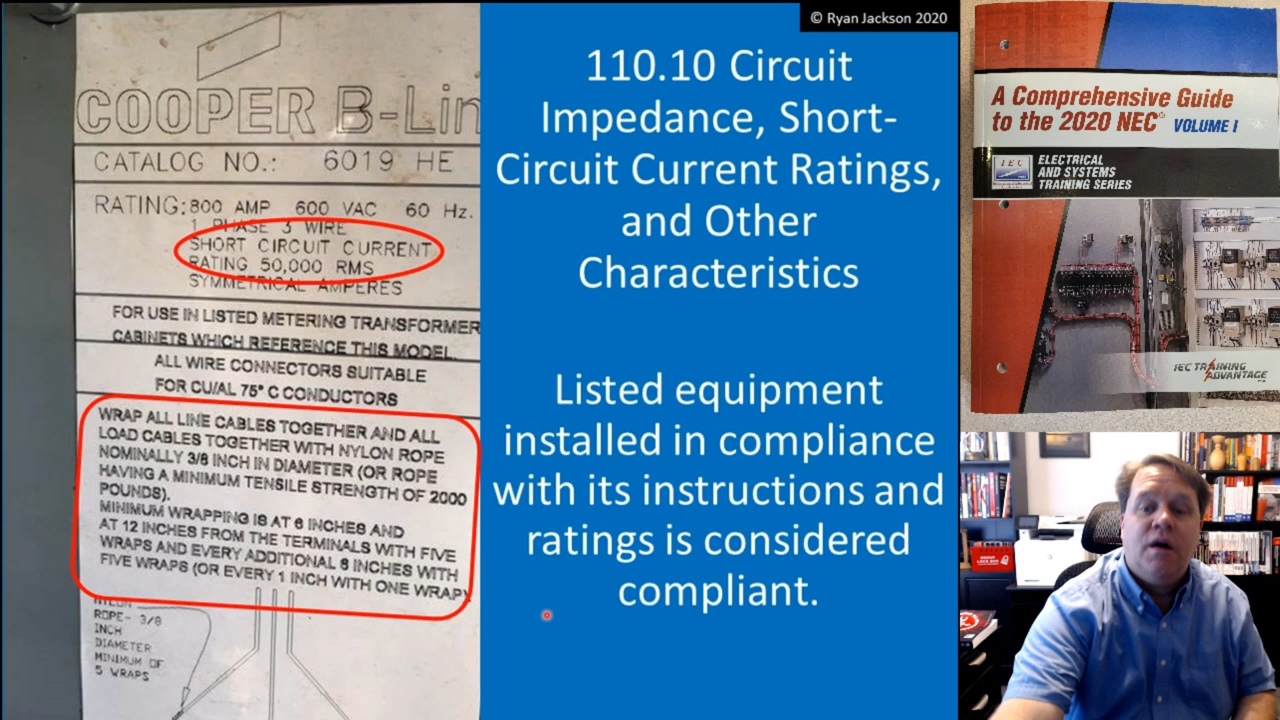 COOPER B-Lin
CATALOG NO.: 6019 HE
RATING: 800 AMP 600 VAC 60 Hz.
1 PHASE 3 WIRE
SHORT CIRCUIT CURRENT
RATING 50,000 RMS
SYMMETRICAL AMPERES
FOR USE IN LISTED METERING TRANSFORMER
CABINETS WHICH REFERENCE THIS MODEL.
ALL WIRE CONNECTORS SUITABLE
FOR CU/AL 75° C CONDUCTORS
WRAP ALL LINE CABLES TOGETHER AND ALL
LOAD CABLES TOGETHER WITH NYLON ROPE
NOMINALLY 3/8 INCH IN DIAMETER (OR ROPE
HAVING A MINIMUM TENSILE STRENGTH OF 2000
POUNDS).
MINIMUM WRAPPING IS AT 6 INCHES AND
AT 12 INCHES FROM THE TERMINALS WITH FIVE
WRAPS AND EVERY ADDITIONAL 6 INCHES WITH
FIVE WRAPS (OR EVERY 1 INCH WITH ONE WRAP)
NYLON
ROPE- 3/8
INCH
DIAMETER
MINIMUM OF
5 WRAPS
© Ryan Jackson 2020
110.10 Circuit
Impedance, Short-
Circuit Current Ratings,
and Other
Characteristics
Listed equipment
installed in compliance
with its instructions and
ratings is considered
compliant.
A Comprehensive Guide
to the 2020 NEC® VOLUME I
IEC
ELECTRICAL
AND SYSTEMS
TRAINING SERIES
IEC TRAINING
ADVANTAGE